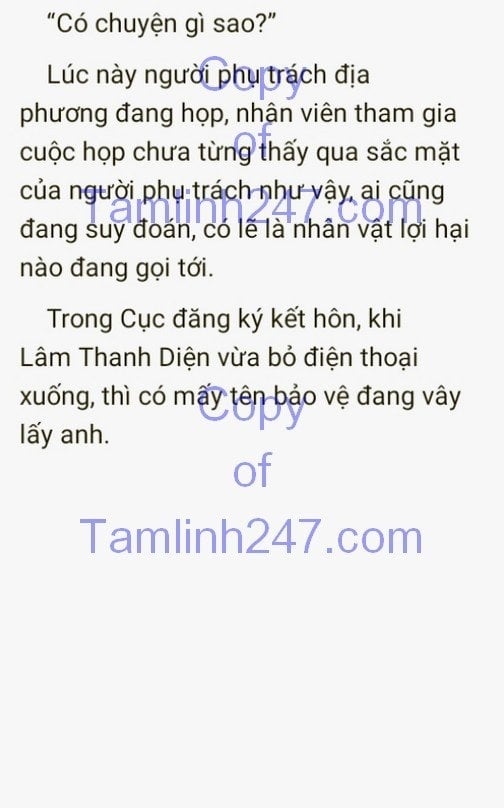 “Có chuyện gì sao?”
Lúc này người phụ trách địa
phương đang họp, nhân viên tham gia
cuộc họp chưa từng thấy qua sắc mặt
của người phụ trách như vậy, ai cũng
đang suy đoán, có lẽ là nhân vật lợi hại
nào đang gọi tới.
Trong Cục đăng ký kết hôn, khi
Lâm Thanh Diện vừa bỏ điện thoại
xuống, thì có mấy tên bảo vệ đang vây
lấy anh.
Copy
of
Tamlinh247.com
Copy
of
Tamlinh247.com